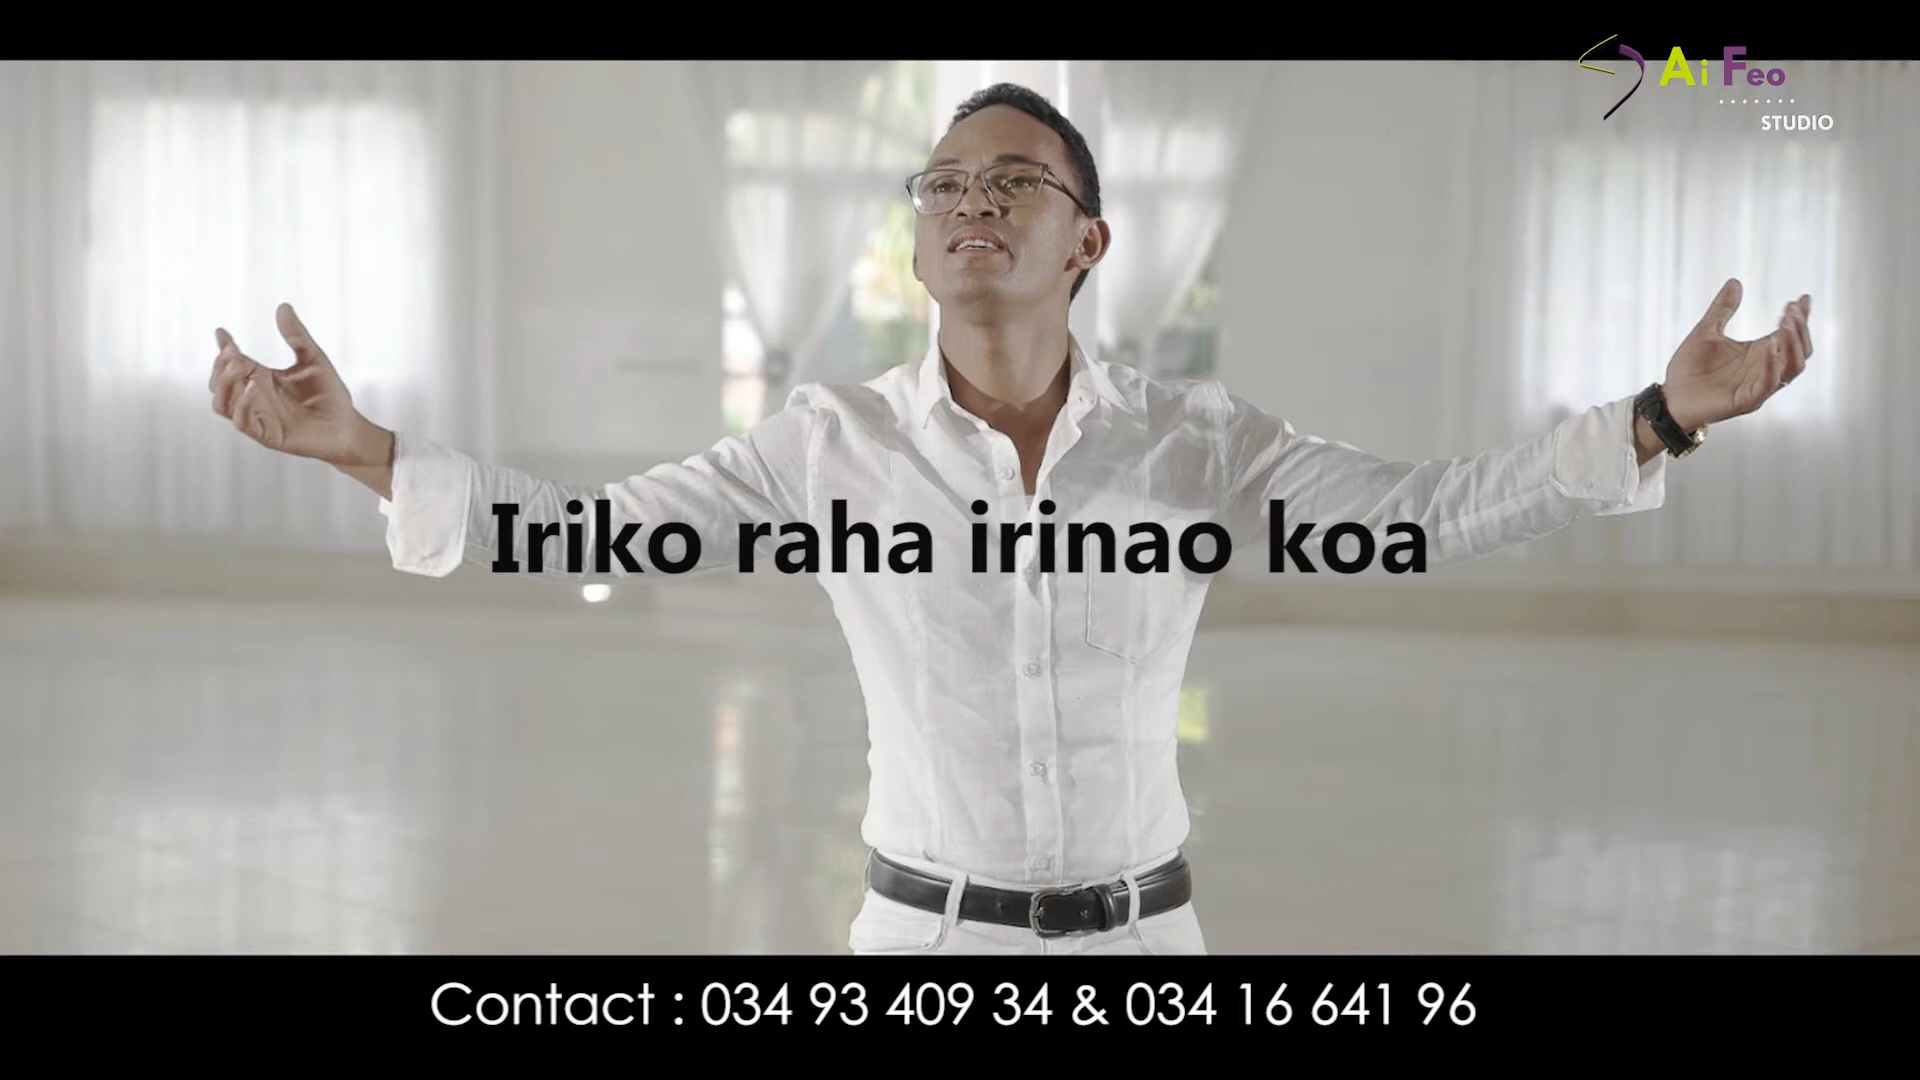 Ai Feo
STUDIO
Iriko raha irinao koa
Contact : 034 93 409 34 & 034 16 641 96